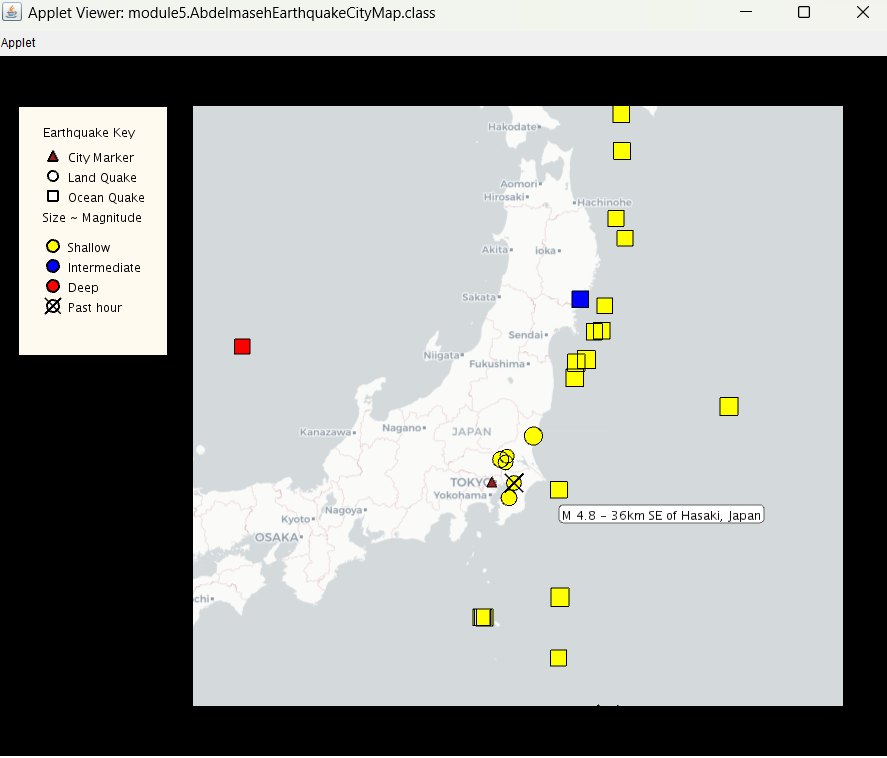 Applet Viewer: module5.AbdelmasehEarthquakeCityMap.class
Applet
Earthquake Key
City Marker
Land Quake
Ocean Quake
Size ~ Magnitude
Shallow
Intermediate
Deep
Past hour
Hakodate
Aomori
Hirosaki
Hachinohe
Akita
ioka
Sakata
Sendai
Niigata
Fukushima
Kanazawa
Nagano
JAPAN
TOKYO
Yokohama
Nagoya
Kyoto
OSAKA
chi
M 4.8 - 36km SE of Hasaki, Japan